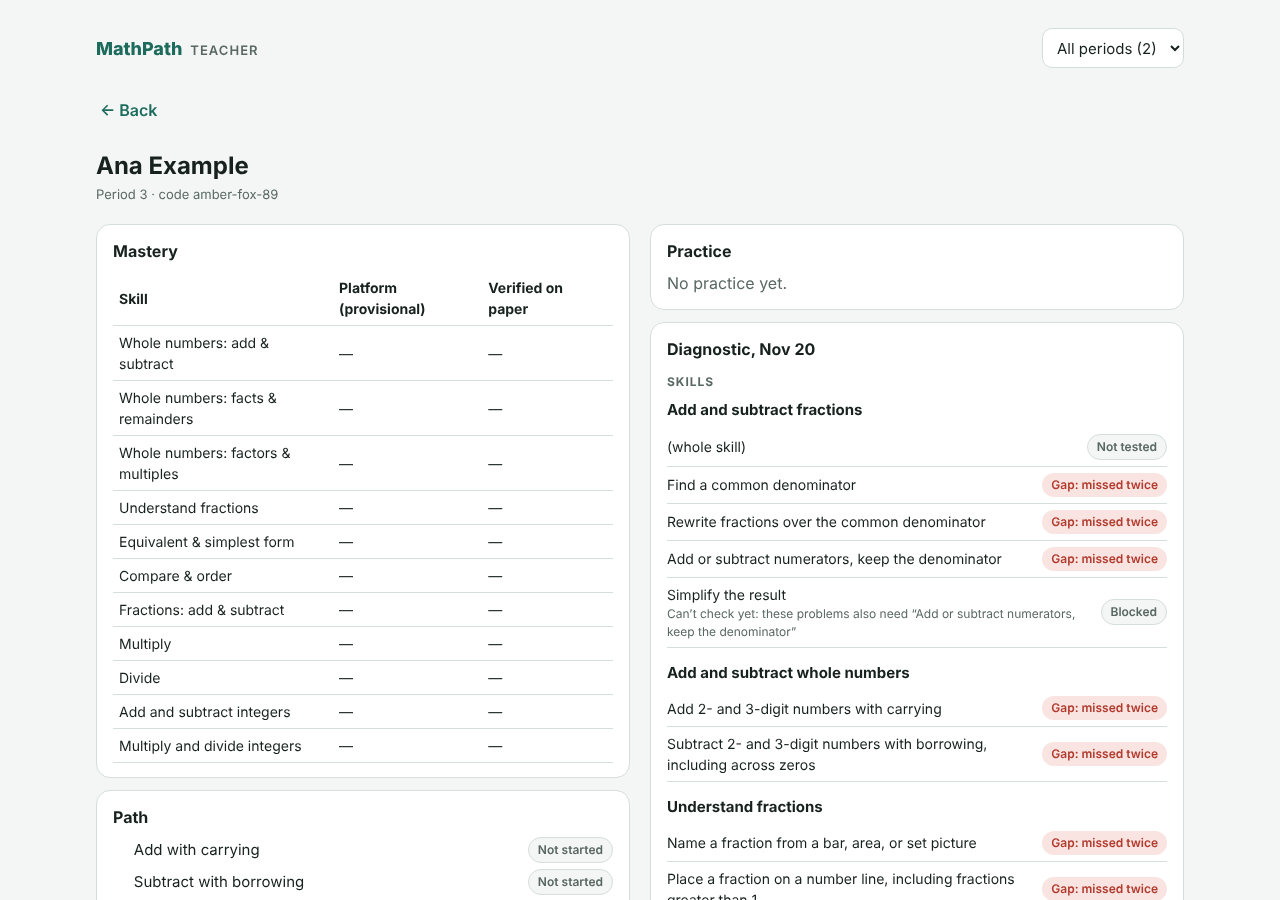 MathPath TEACHER
All periods (2)
← Back
Ana Example
Period 3 · code amber-fox-89
Mastery
Skill
Platform (provisional)
Verified on paper
Whole numbers: add & subtract
—
—
Whole numbers: facts & remainders
—
—
Whole numbers: factors & multiples
—
—
Understand fractions
—
—
Equivalent & simplest form
—
—
Compare & order
—
—
Fractions: add & subtract
—
—
Multiply
—
—
Divide
—
—
Add and subtract integers
—
—
Multiply and divide integers
—
—
Path
Add with carrying
Not started
Subtract with borrowing
Not started
Practice
No practice yet.
Diagnostic, Nov 20
SKILLS
Add and subtract fractions
(whole skill)
Not tested
Find a common denominator
Gap: missed twice
Rewrite fractions over the common denominator
Gap: missed twice
Add or subtract numerators, keep the denominator
Gap: missed twice
Simplify the result
Can’t check yet: these problems also need “Add or subtract numerators,
keep the denominator”
Blocked
Add and subtract whole numbers
Add 2- and 3-digit numbers with carrying
Gap: missed twice
Subtract 2- and 3-digit numbers with borrowing,
including across zeros
Gap: missed twice
Understand fractions
Name a fraction from a bar, area, or set picture
Gap: missed twice
Place a fraction on a number line, including fractions
greater than 1
Gap: missed twice